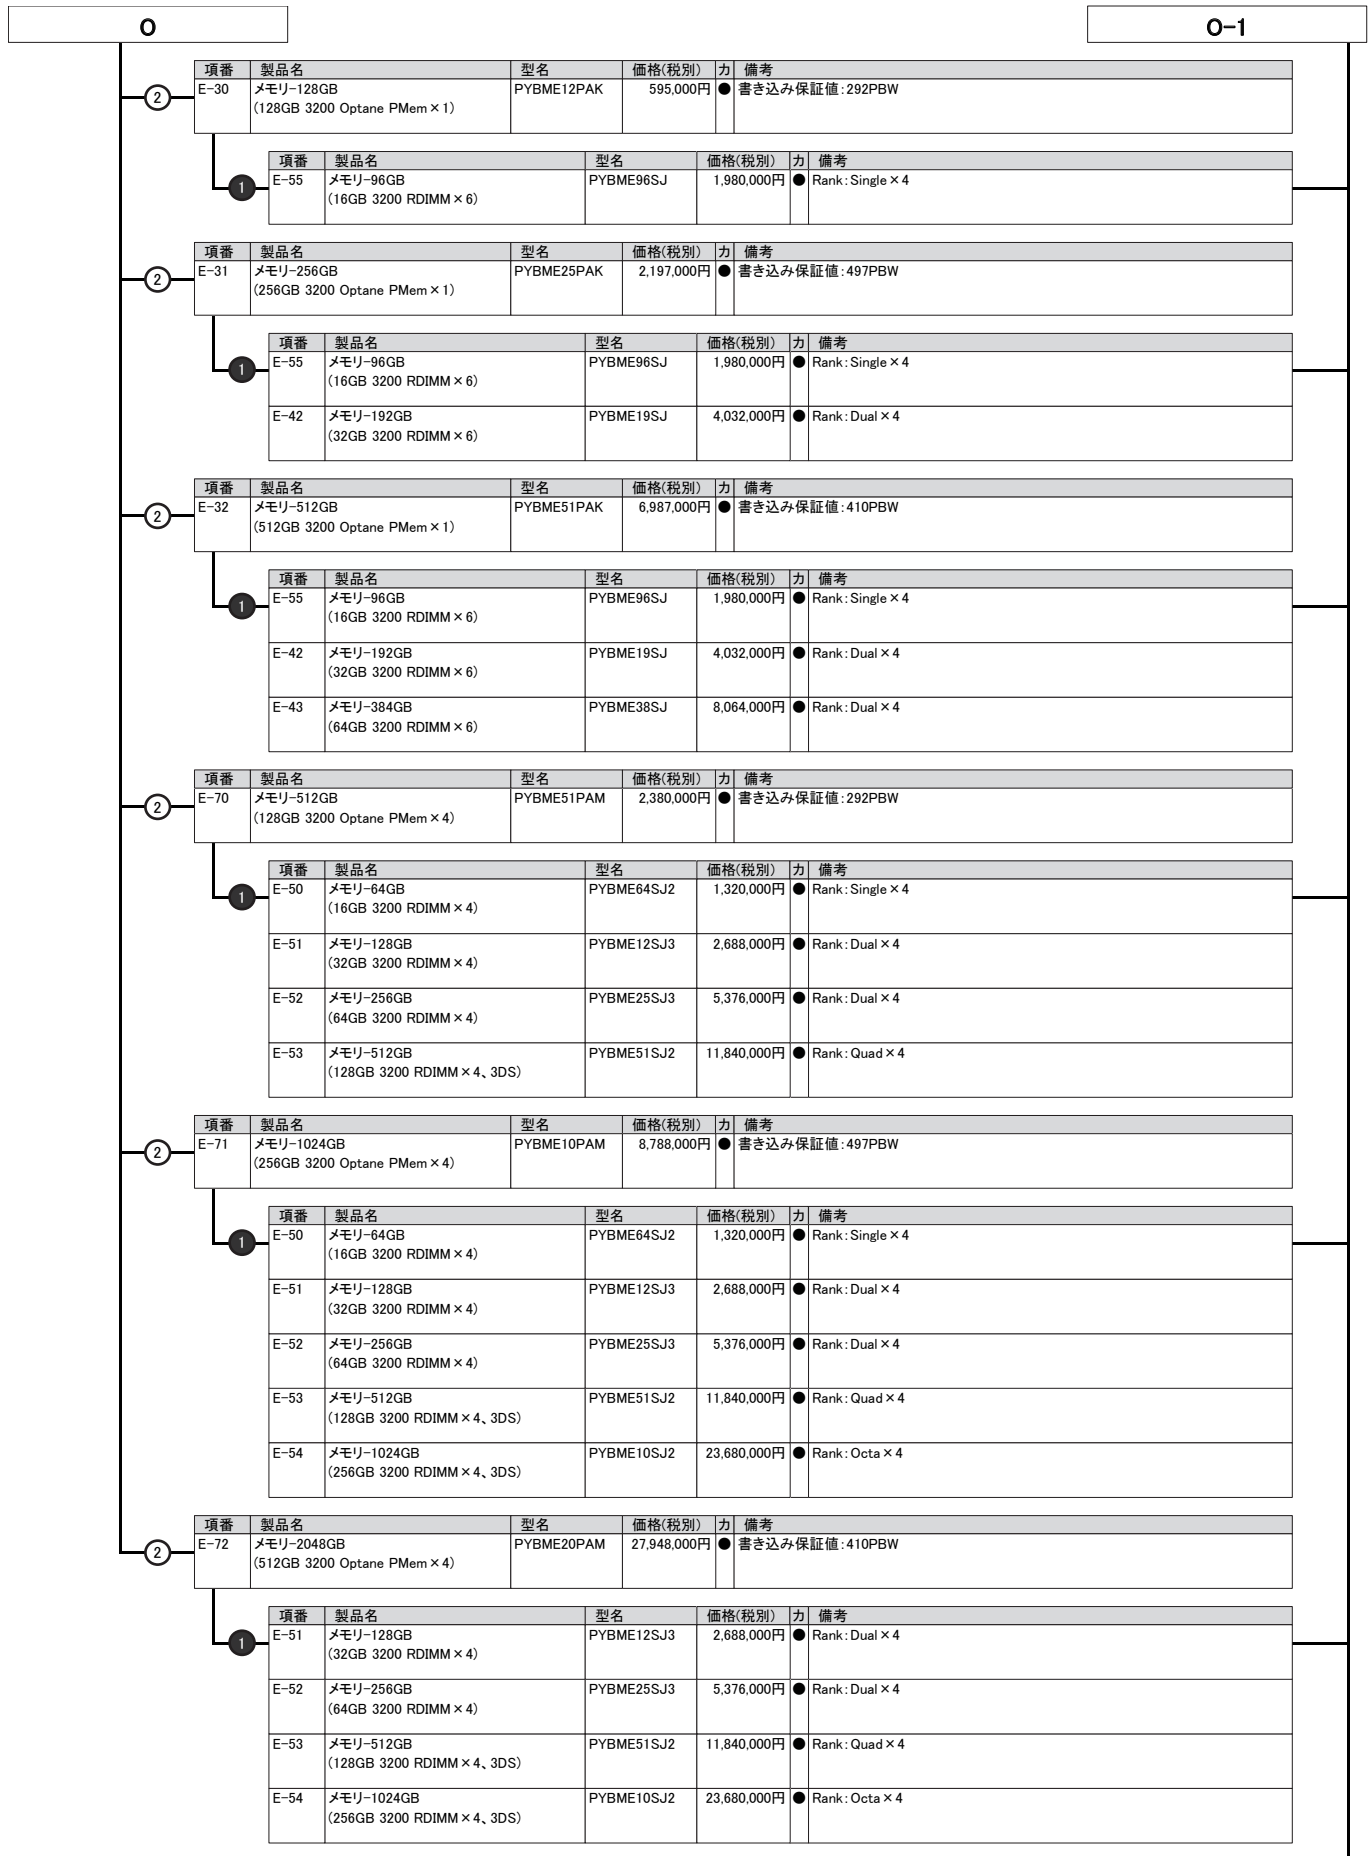 O
O-1
項番 製品名 型名 価格(税別) カ 備考
② E-30 メモリ-128GB PYBME12PAK 595,000円 ● 書き込み保証値:292PBW
(128GB 3200 Optane PMem×1)
項番 製品名 型名 価格(税別) カ 備考
1 E-55 メモリ-96GB PYBME96SJ 1,980,000円 ● Rank:Single×4
(16GB 3200 RDIMM×6)
項番 製品名 型名 価格(税別) カ 備考
② E-31 メモリ-256GB PYBME25PAK 2,197,000円 ● 書き込み保証値:497PBW
(256GB 3200 Optane PMem×1)
項番 製品名 型名 価格(税別) カ 備考
1 E-55 メモリ-96GB PYBME96SJ 1,980,000円 ● Rank:Single×4
(16GB 3200 RDIMM×6)
E-42 メモリ-192GB PYBME19SJ 4,032,000円 ● Rank:Dual×4
(32GB 3200 RDIMM×6)
項番 製品名 型名 価格(税別) カ 備考
② E-32 メモリ-512GB PYBME51PAK 6,987,000円 ● 書き込み保証値:410PBW
(512GB 3200 Optane PMem×1)
項番 製品名 型名 価格(税別) カ 備考
1 E-55 メモリ-96GB PYBME96SJ 1,980,000円 ● Rank:Single×4
(16GB 3200 RDIMM×6)
E-42 メモリ-192GB PYBME19SJ 4,032,000円 ● Rank:Dual×4
(32GB 3200 RDIMM×6)
E-43 メモリ-384GB PYBME38SJ 8,064,000円 ● Rank:Dual×4
(64GB 3200 RDIMM×6)
項番 製品名 型名 価格(税別) カ 備考
② E-70 メモリ-512GB PYBME51PAM 2,380,000円 ● 書き込み保証値:292PBW
(128GB 3200 Optane PMem×4)
項番 製品名 型名 価格(税別) カ 備考
1 E-50 メモリ-64GB PYBME64SJ2 1,320,000円 ● Rank:Single×4
(16GB 3200 RDIMM×4)
E-51 メモリ-128GB PYBME12SJ3 2,688,000円 ● Rank:Dual×4
(32GB 3200 RDIMM×4)
E-52 メモリ-256GB PYBME25SJ3 5,376,000円 ● Rank:Dual×4
(64GB 3200 RDIMM×4)
E-53 メモリ-512GB PYBME51SJ2 11,840,000円 ● Rank:Quad×4
(128GB 3200 RDIMM×4、3DS)
項番 製品名 型名 価格(税別) カ 備考
② E-71 メモリ-1024GB PYBME10PAM 8,788,000円 ● 書き込み保証値:497PBW
(256GB 3200 Optane PMem×4)
項番 製品名 型名 価格(税別) カ 備考
1 E-50 メモリ-64GB PYBME64SJ2 1,320,000円 ● Rank:Single×4
(16GB 3200 RDIMM×4)
E-51 メモリ-128GB PYBME12SJ3 2,688,000円 ● Rank:Dual×4
(32GB 3200 RDIMM×4)
E-52 メモリ-256GB PYBME25SJ3 5,376,000円 ● Rank:Dual×4
(64GB 3200 RDIMM×4)
E-53 メモリ-512GB PYBME51SJ2 11,840,000円 ● Rank:Quad×4
(128GB 3200 RDIMM×4、3DS)
E-54 メモリ-1024GB PYBME10SJ2 23,680,000円 ● Rank:Octa×4
(256GB 3200 RDIMM×4、3DS)
項番 製品名 型名 価格(税別) カ 備考
② E-72 メモリ-2048GB PYBME20PAM 27,948,000円 ● 書き込み保証値:410PBW
(512GB 3200 Optane PMem×4)
項番 製品名 型名 価格(税別) カ 備考
1 E-51 メモリ-128GB PYBME12SJ3 2,688,000円 ● Rank:Dual×4
(32GB 3200 RDIMM×4)
E-52 メモリ-256GB PYBME25SJ3 5,376,000円 ● Rank:Dual×4
(64GB 3200 RDIMM×4)
E-53 メモリ-512GB PYBME51SJ2 11,840,000円 ● Rank:Quad×4
(128GB 3200 RDIMM×4、3DS)
E-54 メモリ-1024GB PYBME10SJ2 23,680,000円 ● Rank:Octa×4
(256GB 3200 RDIMM×4、3DS)